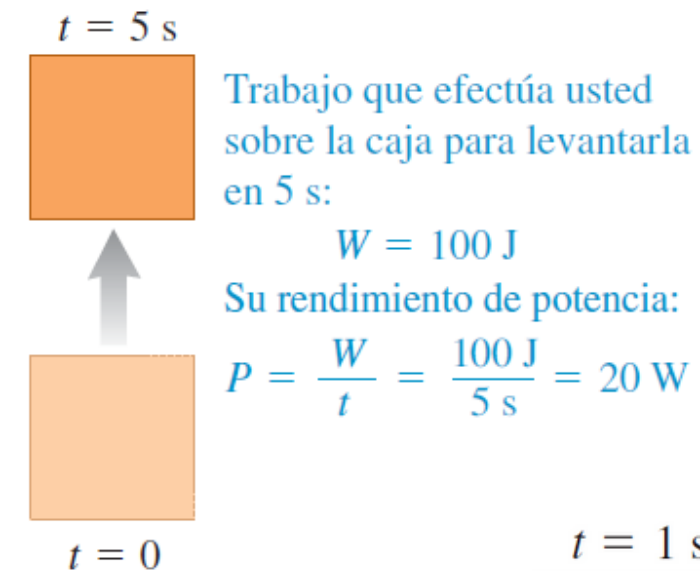 t = 5 s
Trabajo que efectúa usted
sobre la caja para levantarla
en 5 s:
W = 100 J
Su rendimiento de potencia:
P = W/t = 100 J/5 s = 20 W
t = 0
t = 1 s